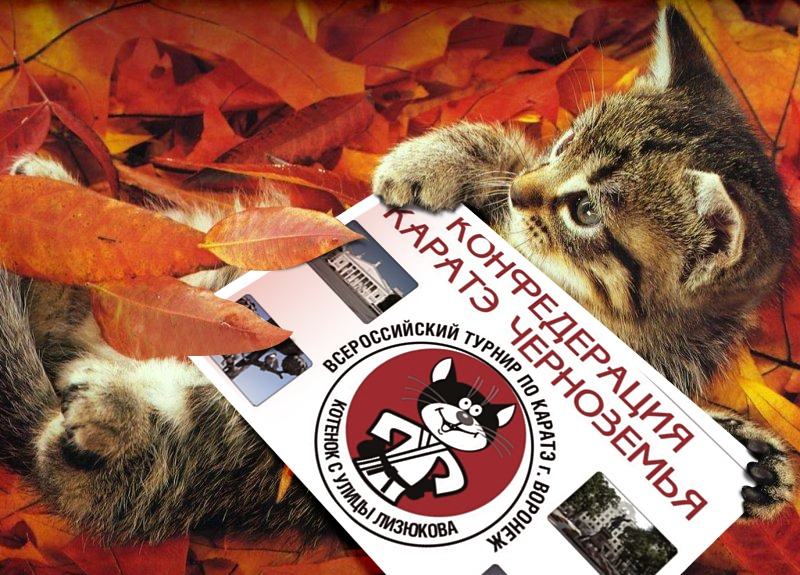 КОНФЕДЕРАЦИЯ
КАРАТЭ ЧЕРНОЗЕМЬЯ
ВСЕРОССИЙСКИЙ ТУРНИР ПО КАРАТЭ г. ВОРОНЕЖ
КОТЕНОК С УЛИЦЫ ЛИЗЮКОВА